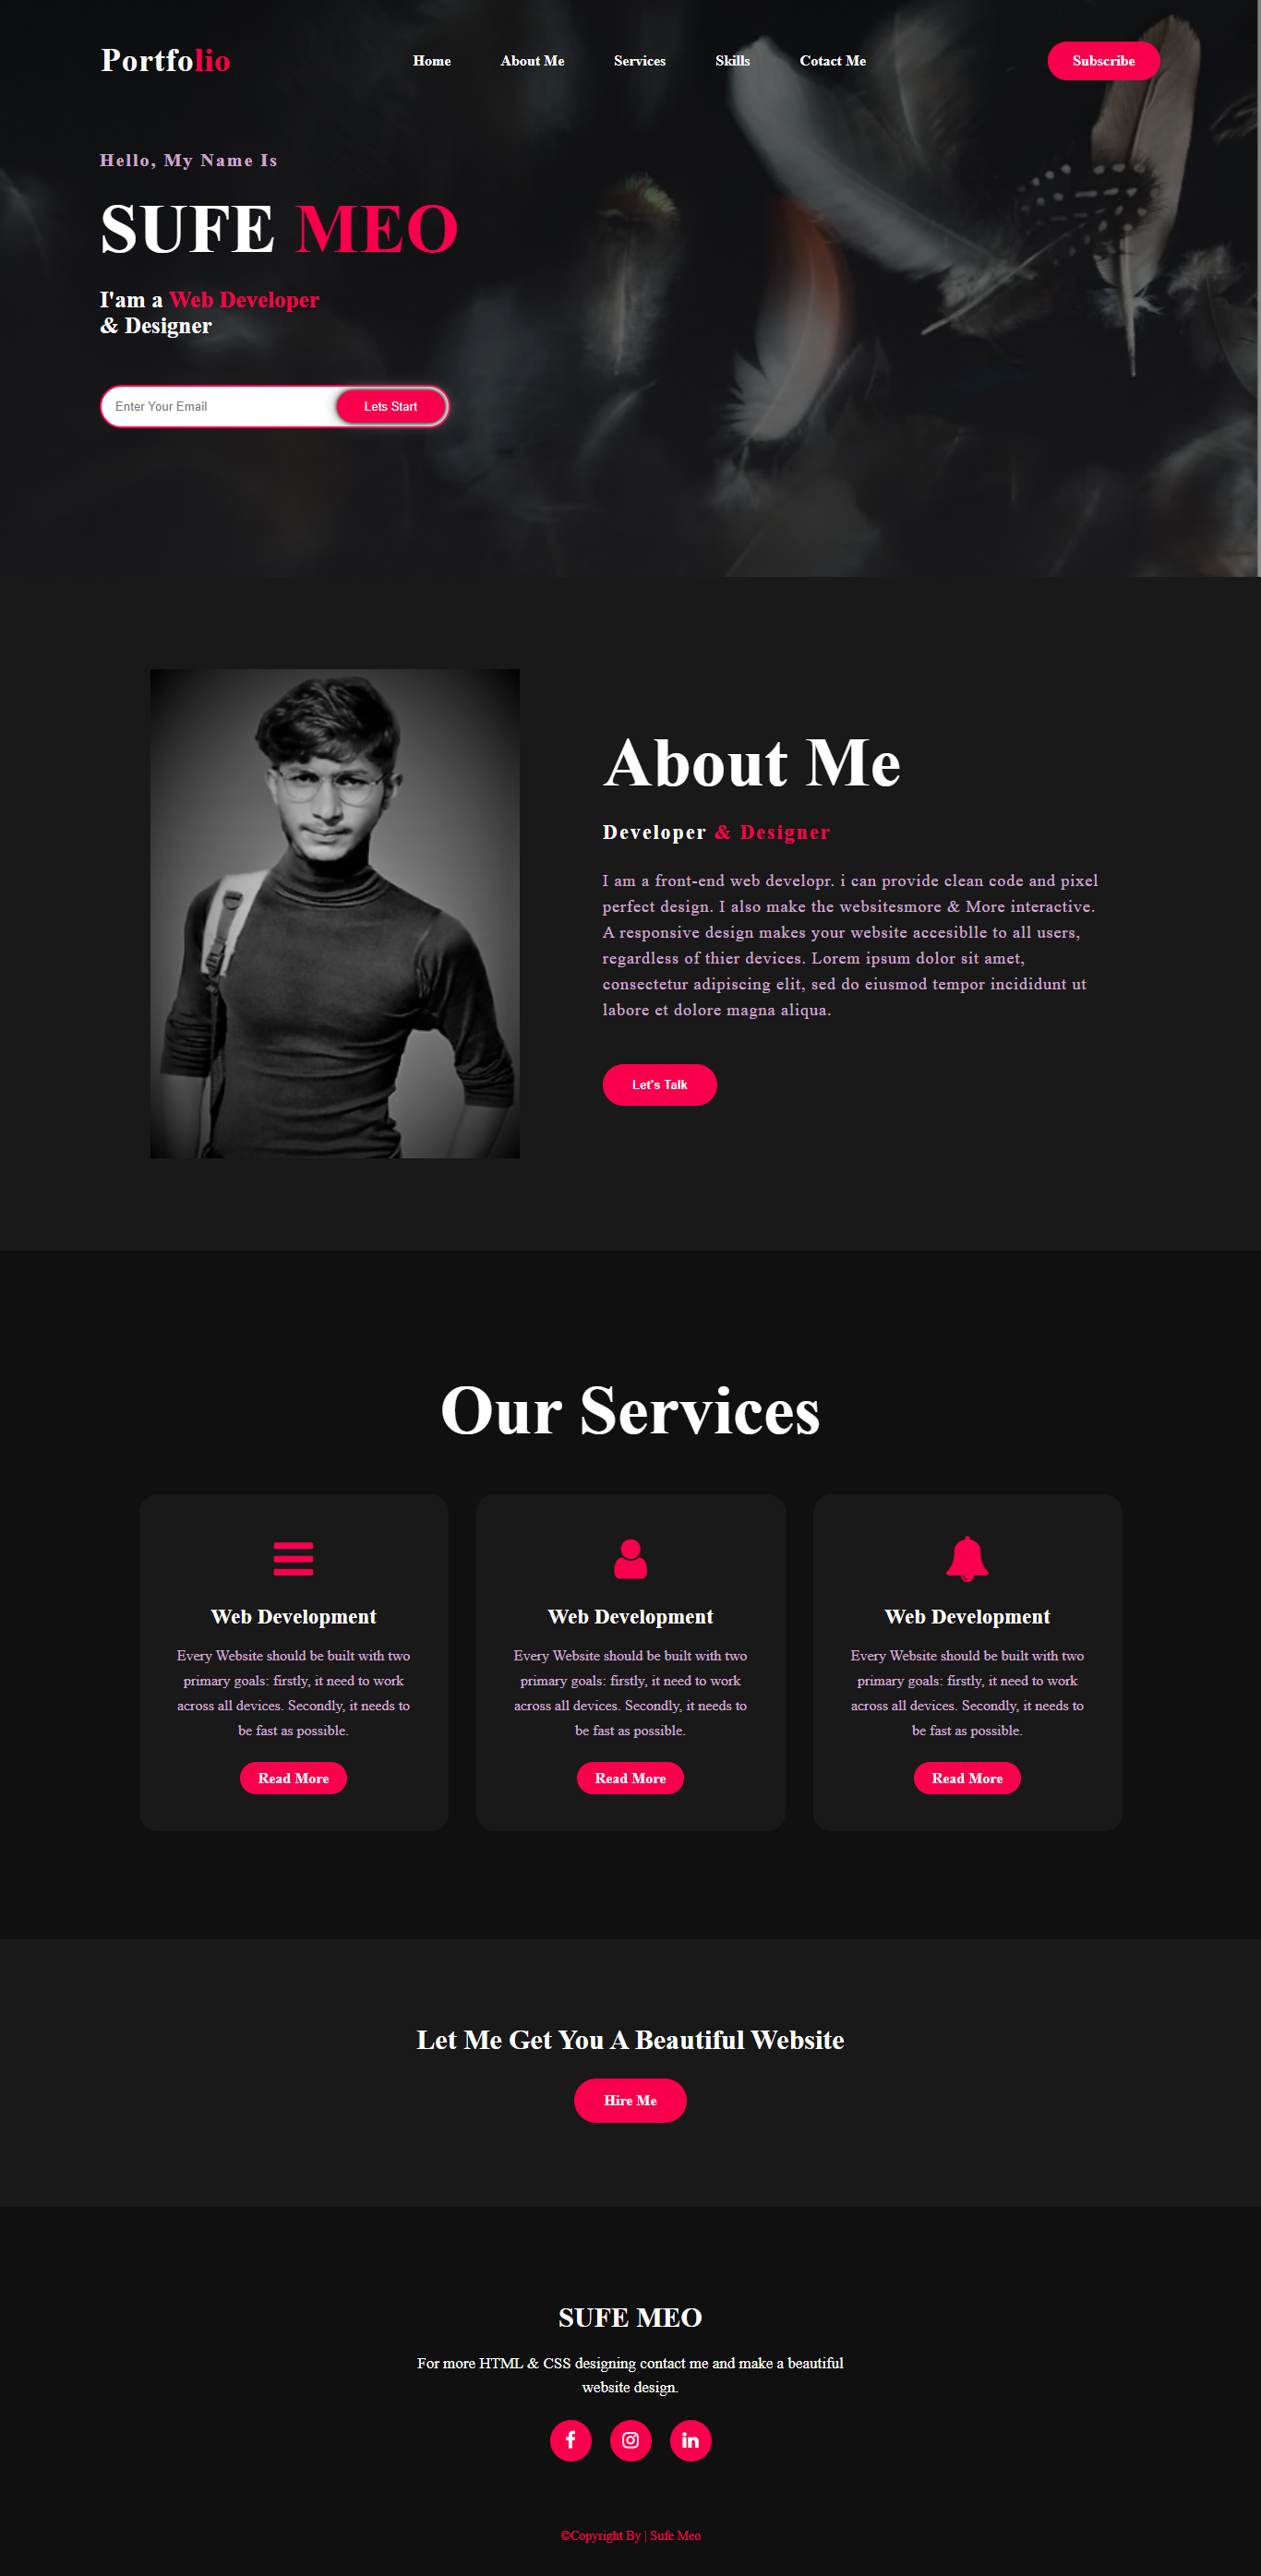 Portfolio
Home
About Me
Services
Skills
Cotact Me
Subscribe
Hello, My Name Is
SUFE MEO
I'am a Web Developer
& Designer
Enter Your Email
Lets Start
About Me
Developer & Designer
I am a front-end web developr. i can provide clean code and pixel
perfect design. I also make the websitesmore & More interactive.
A responsive design makes your website accesiblle to all users,
regardless of thier devices. Lorem ipsum dolor sit amet,
consectetur adipiscing elit, sed do eiusmod tempor incididunt ut
labore et dolore magna aliqua.
Let's Talk
Our Services
Web Development
Every Website should be built with two
primary goals: firstly, it need to work
across all devices. Secondly, it needs to
be fast as possible.
Read More
Web Development
Every Website should be built with two
primary goals: firstly, it need to work
across all devices. Secondly, it needs to
be fast as possible.
Read More
Web Development
Every Website should be built with two
primary goals: firstly, it need to work
across all devices. Secondly, it needs to
be fast as possible.
Read More
Let Me Get You A Beautiful Website
Hire Me
SUFE MEO
For more HTML & CSS designing contact me and make a beautiful
website design.
©Copyright By | Sufe Meo